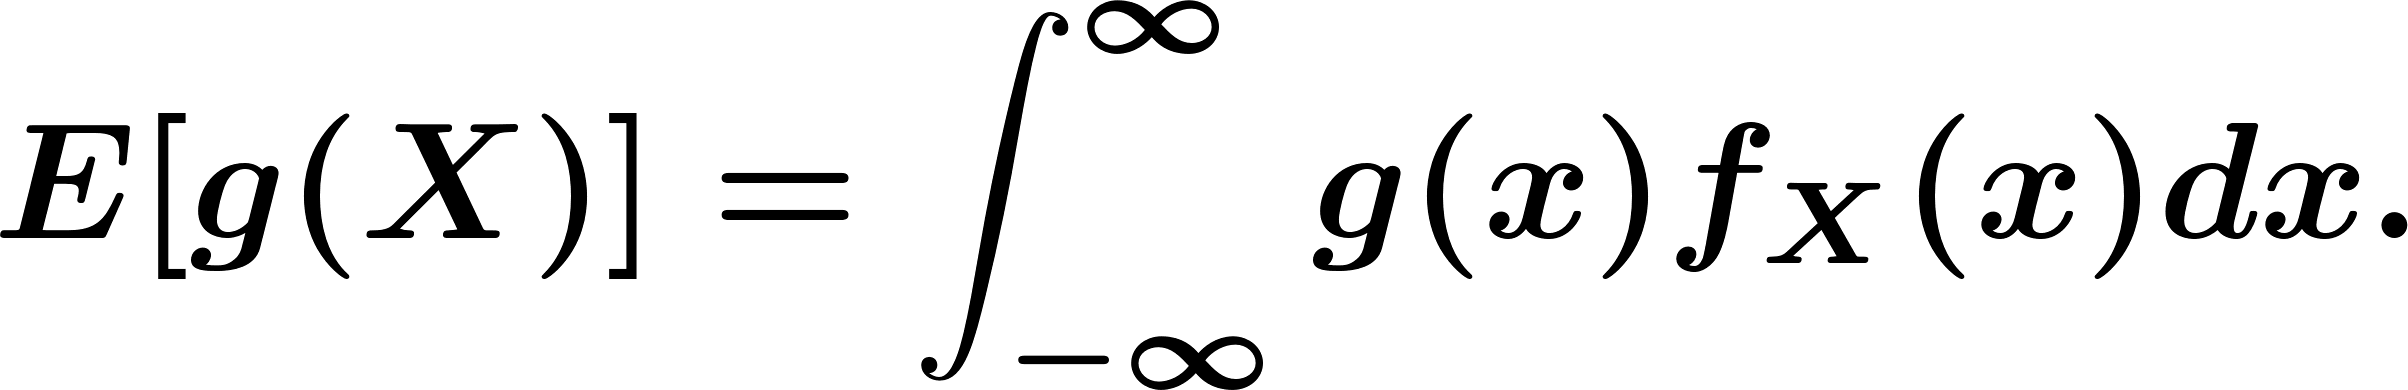 E[g(X)] = ∫_{-∞}^{∞} g(x)f_X(x)dx.